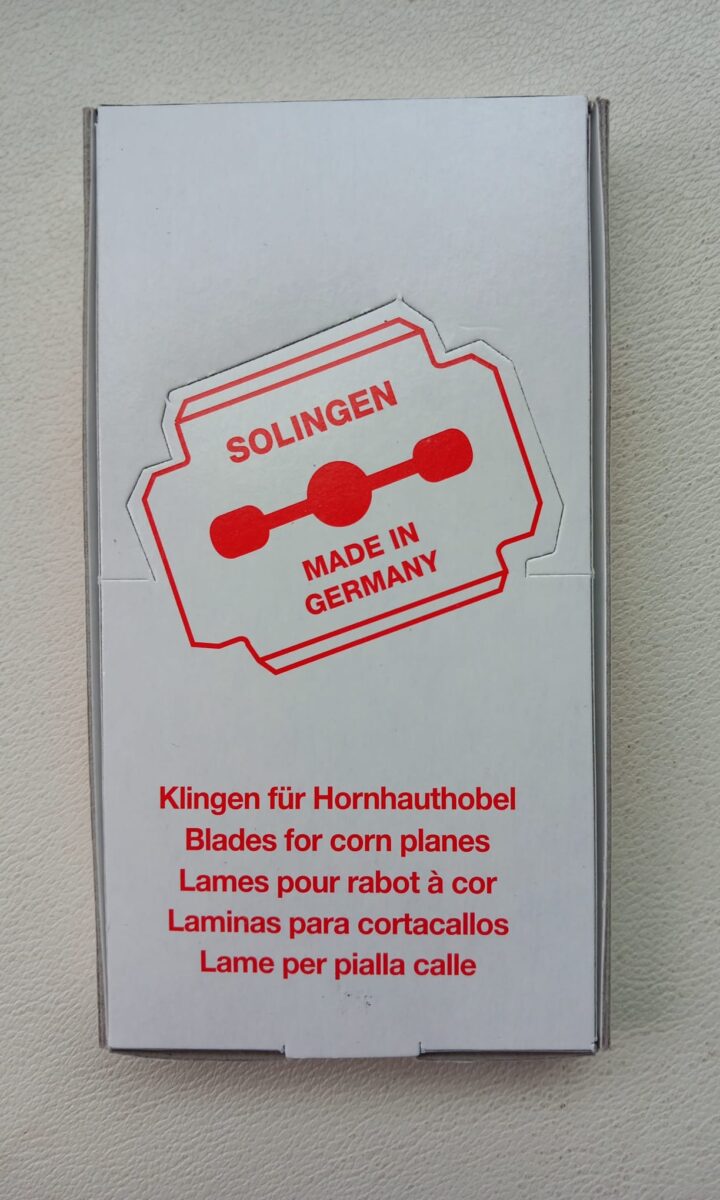 SOLINGEN
MADE IN
GERMANY
Klingen für Hornhauthobel
Blades for corn planes
Lames pour rabot à cor
Laminas para cortacallos
Lame per pialla calle